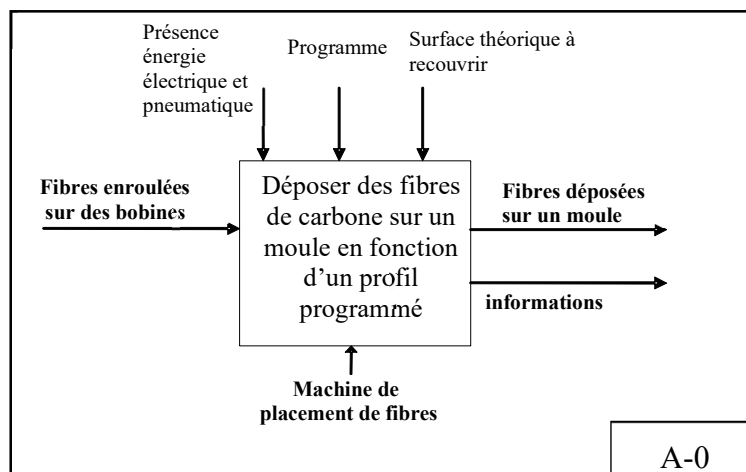 Présence
énergie
électrique et
pneumatique
Programme
Surface théorique à
recouvrir
Fibres enroulées
sur des bobines
Déposer des fibres
de carbone sur un
moule en fonction
d’un profil
programmé
Fibres déposées
sur un moule
informations
Machine de
placement de fibres
A-0